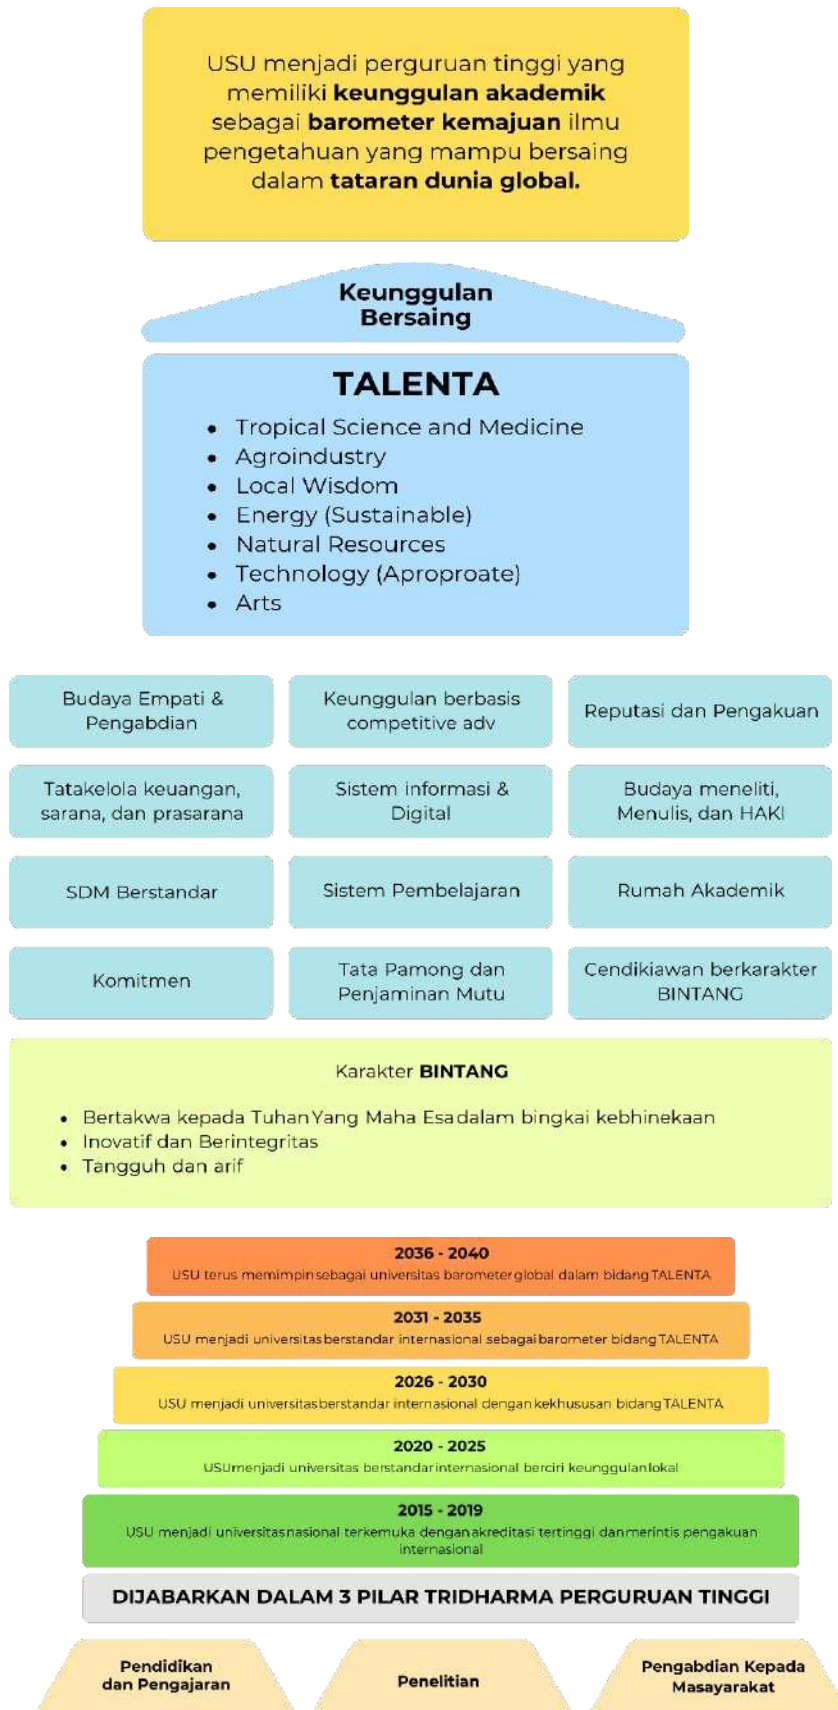 USU menjadi perguruan tinggi yang
memiliki keunggulan akademik
sebagai barometer kemajuan ilmu
pengetahuan yang mampu bersaing
dalam tataran dunia global.
Keunggulan
Bersaing
TALENTA
• Tropical Science and Medicine
• Agroindustry
• Local Wisdom
• Energy (Sustainable)
• Natural Resources
• Technology (Aproproate)
• Arts
Budaya Empati &
Pengabdian
Keunggulan berbasis
competitive adv
Reputasi dan Pengakuan
Tatakelola keuangan,
sarana, dan prasarana
Sistem informasi &
Digital
Budaya meneliti,
Menulis, dan HAKI
SDM Berstandar
Sistem Pembelajaran
Rumah Akademik
Komitmen
Tata Pamong dan
Penjaminan Mutu
Cendikiawan berkarakter
BINTANG
Karakter BINTANG
• Bertakwa kepada Tuhan Yang Maha Esa dalam bingkai kebhinekaan
• Inovatif dan Berintegritas
• Tangguh dan arif
2036 - 2040
USU terus memimpin sebagai universitas barometer global dalam bidang TALENTA
2031 - 2035
USU menjadi universitas berstandar internasional sebagai barometer bidang TALENTA
2026 - 2030
USU menjadi universitas berstandar internasional dengan kekhususan bidang TALENTA
2020 - 2025
USU menjadi universitas berstandar internasional berciri keunggulan lokal
2015 - 2019
USU menjadi universitas nasional terkemuka dengan akreditasi tertinggi dan merintis pengakuan
internasional
DIJABARKAN DALAM 3 PILAR TRIDHARMA PERGURUAN TINGGI
Pendidikan
dan Pengajaran
Penelitian
Pengabdian Kepada
Masayarakat